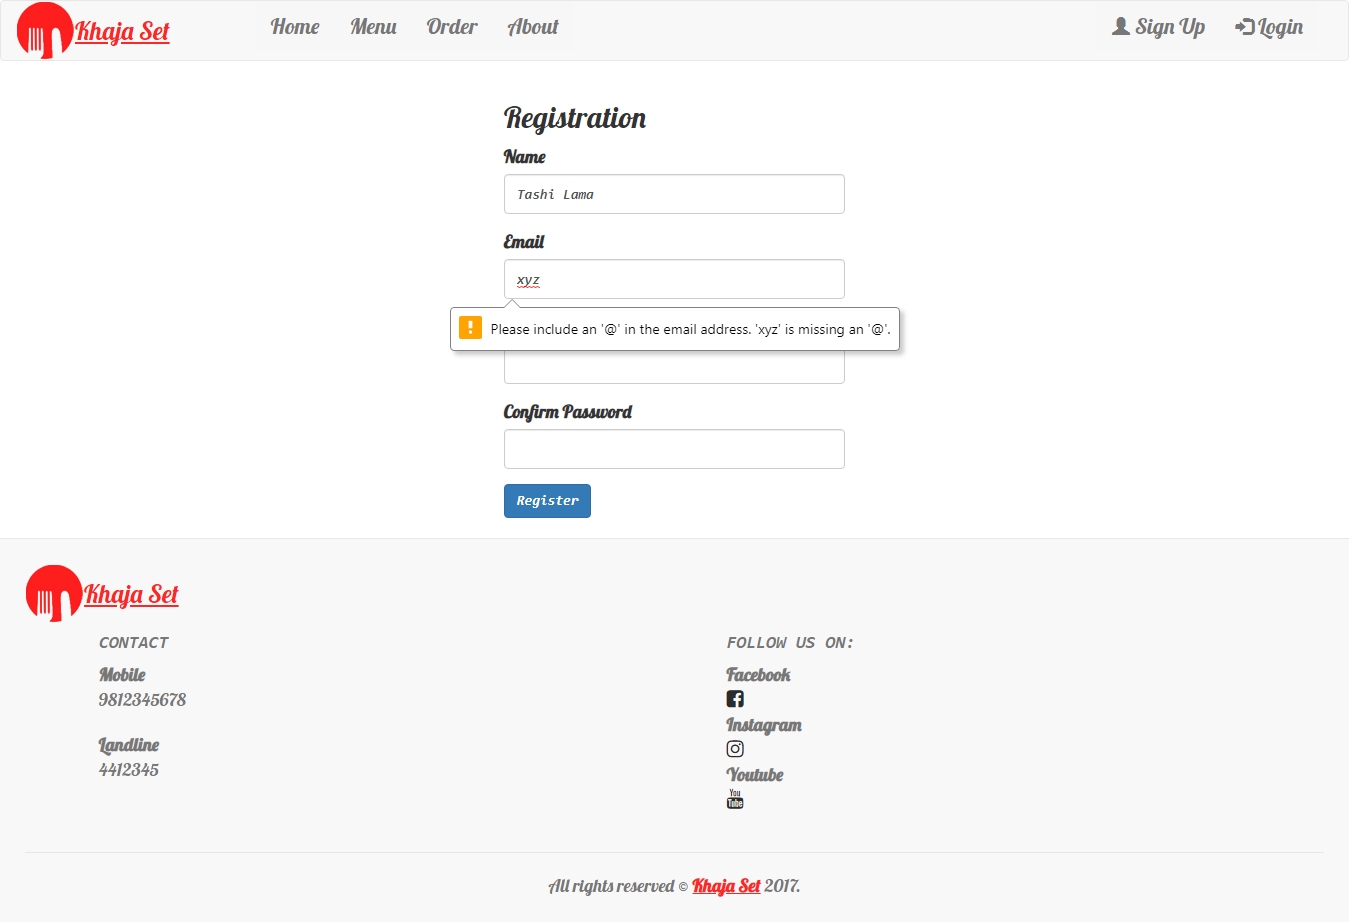 Khaja Set Home Menu Order About Sign Up Login
Registration
Name
Tashi Lama
Email
xyz
Please include an '@' in the email address. 'xyz' is missing an '@'.
Confirm Password
Register
Khaja Set
CONTACT
Mobile
9812345678
Landline
4412345
FOLLOW US ON:
Facebook
Instagram
Youtube
You
Tube
All rights reserved © Khaja Set 2017.